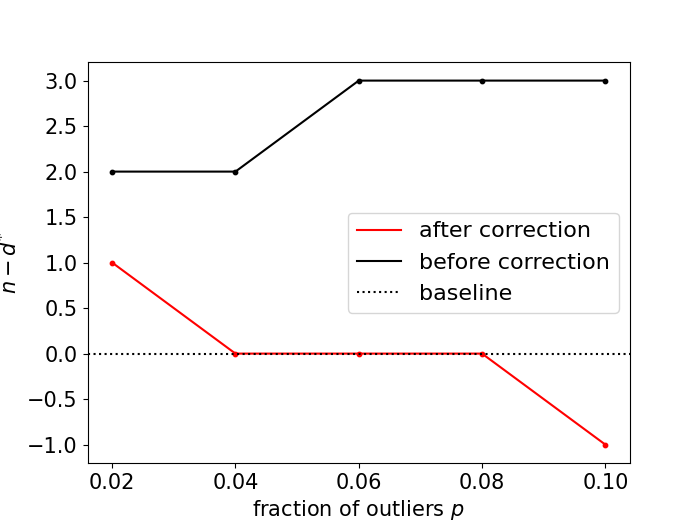 3.0
2.5
2.0
1.5
1.0
0.5
0.0
−0.5
−1.0
n − d*
after correction
before correction
baseline
0.02 0.04 0.06 0.08 0.10
fraction of outliers p